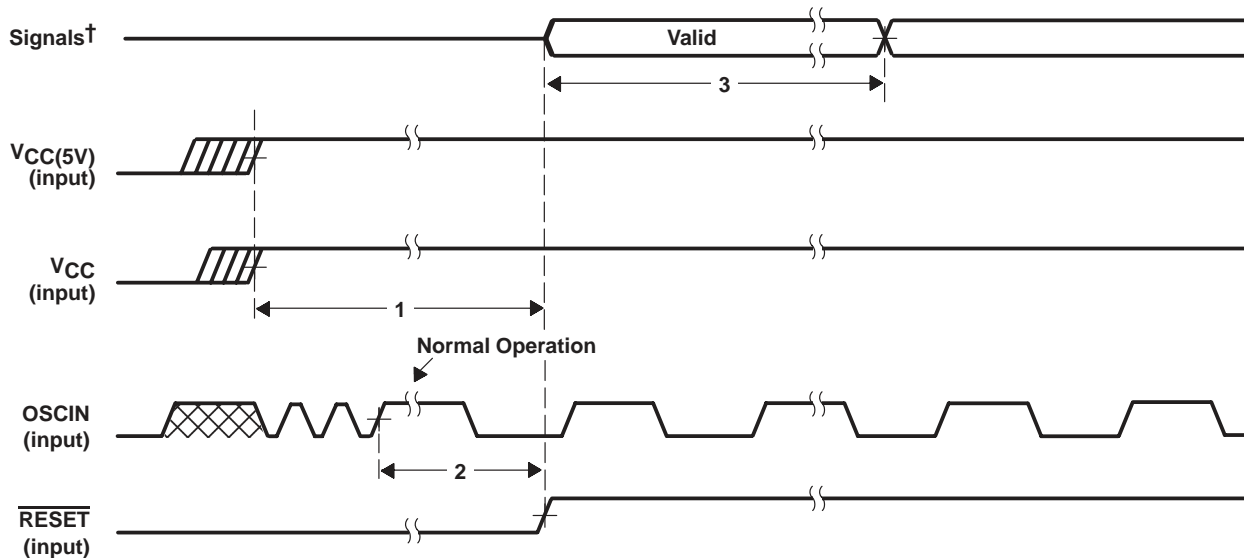 Signals†
Valid
3
VCC(5V)
(input)
VCC
(input)
1
Normal Operation
OSCIN
(input)
2
RESET
(input)